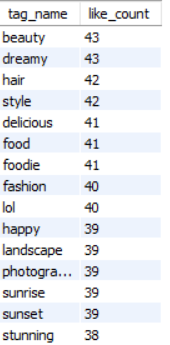 tag_name like_count
beauty 43
dreamy 43
hair 42
style 42
delicious 41
food 41
foodie 41
fashion 40
lol 40
happy 39
landscape 39
photogra... 39
sunrise 39
sunset 39
stunning 38